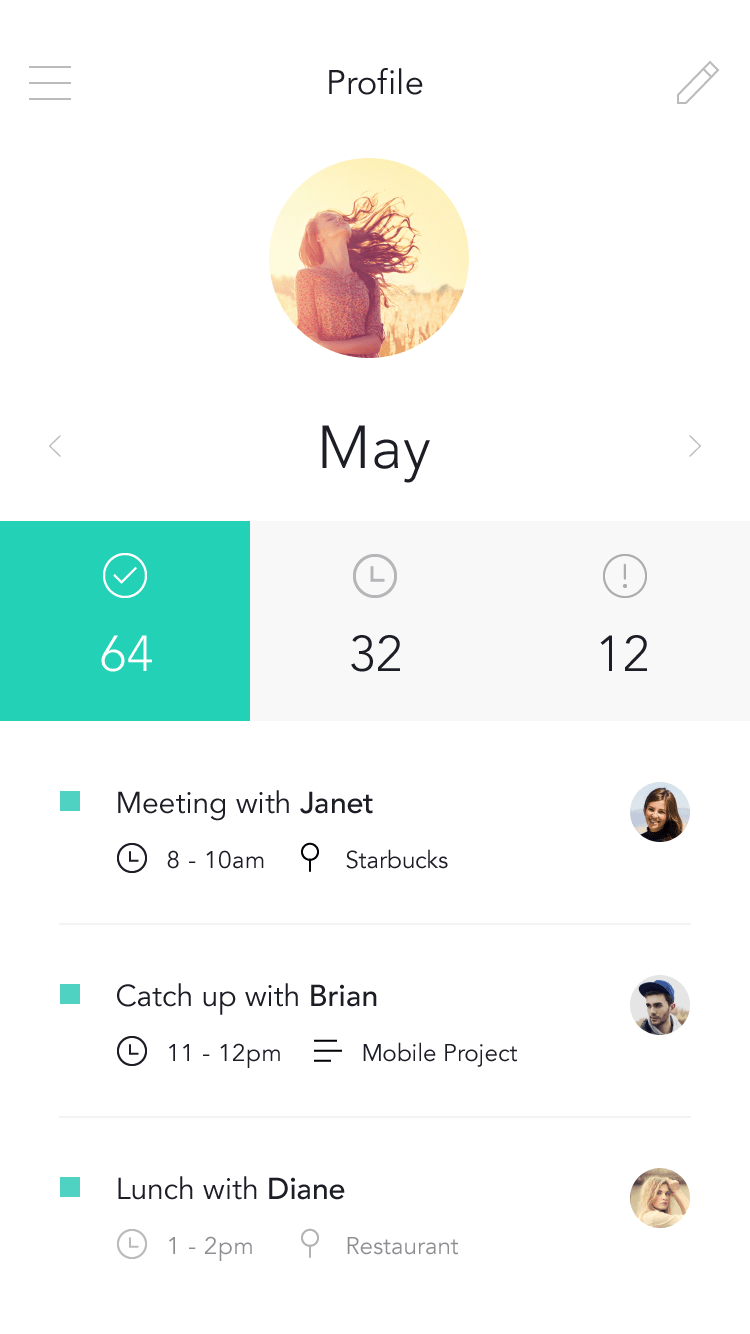 Profile
May
64 32 12
Meeting with Janet
8 - 10am Starbucks
Catch up with Brian
11 - 12pm Mobile Project
Lunch with Diane
1 - 2pm Restaurant